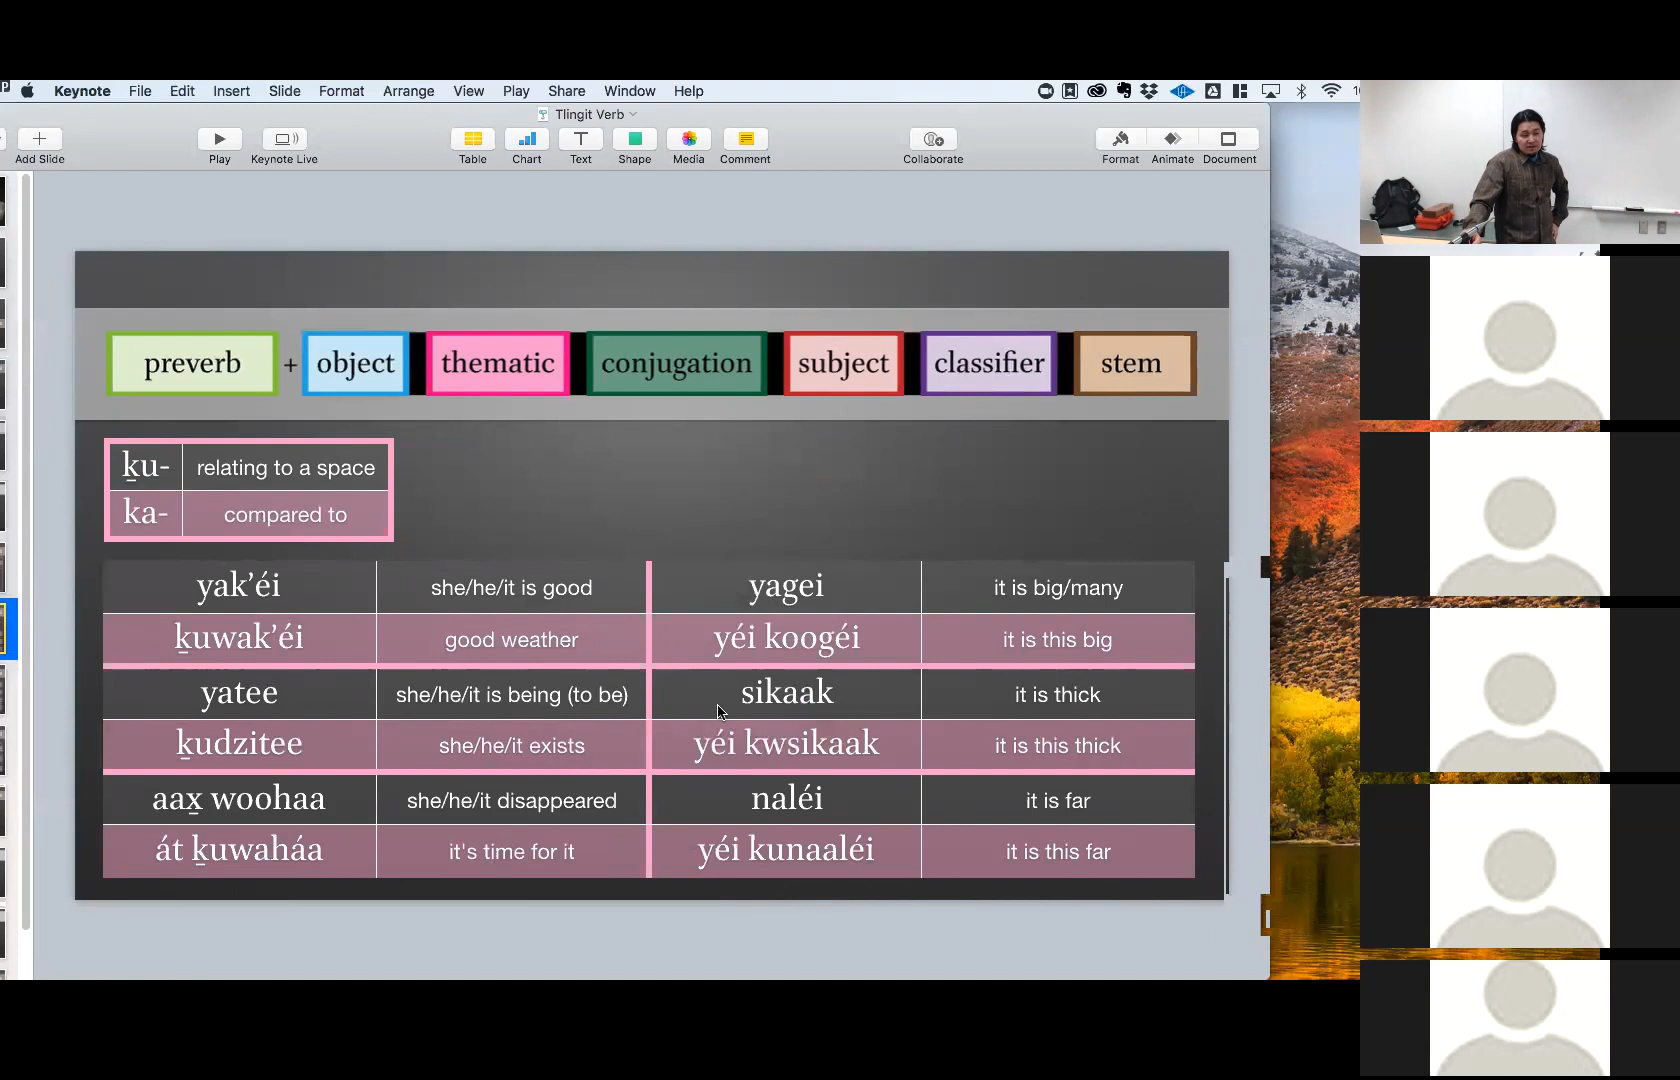 Keynote File Edit Insert Slide Format Arrange View Play Share Window Help
Tlingit Verb
Add Slide Play Keynote Live Table Chart Text Shape Media Comment Collaborate Format Animate Document
preverb + object thematic conjugation subject classifier stem
ḵu- relating to a space
ka- compared to
yak’éi she/he/it is good yagei it is big/many
ḵuwak’éi good weather yéi koogéi it is this big
yatee she/he/it is being (to be) sikaak it is thick
ḵudzitee she/he/it exists yéi kwsikaak it is this thick
aax̱ woohaa she/he/it disappeared naléi it is far
át ḵuwaháa it's time for it yéi kunaaléi it is this far